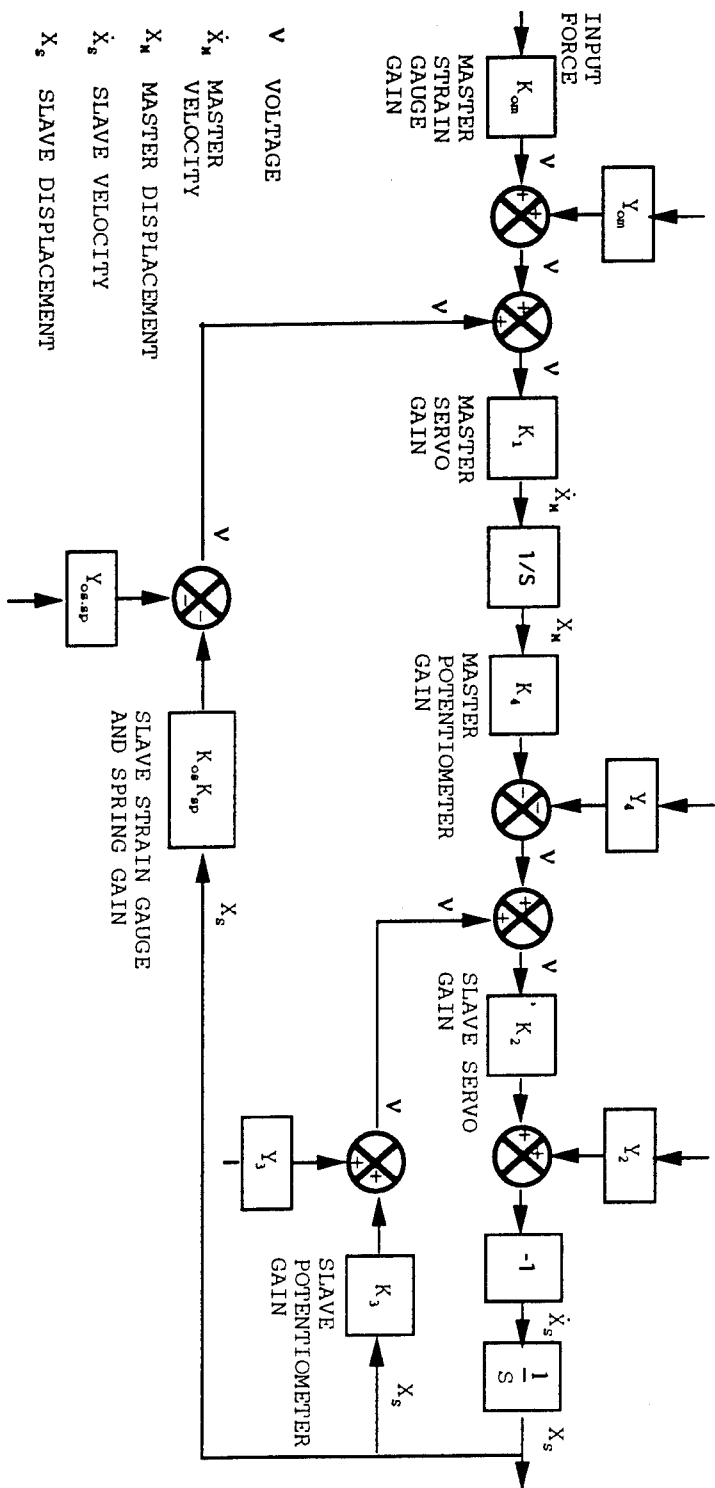 INPUT
FORCE
K_om
MASTER
STRAIN
GAUGE
GAIN
V
Y_om
+
+
V
+
+
V
K_1
MASTER
SERVO
GAIN
Ẋ_M
1/S
X_M
K_4
MASTER
POTENTIOMETER
GAIN
Y_4
-
-
V
+
+
V
K_2
SLAVE SERVO
GAIN
Y_2
+
+
-1
Ẋ_S
1/S
X_S
V
V
Y_os.sp
-
-
K_os K_sp
SLAVE STRAIN GAUGE
AND SPRING GAIN
X_S
V
V
Y_3
+
+
K_3
SLAVE
POTENTIOMETER
GAIN
X_S
V VOLTAGE
Ẋ_M MASTER
VELOCITY
X_M MASTER DISPLACEMENT
Ẋ_S SLAVE VELOCITY
X_S SLAVE DISPLACEMENT